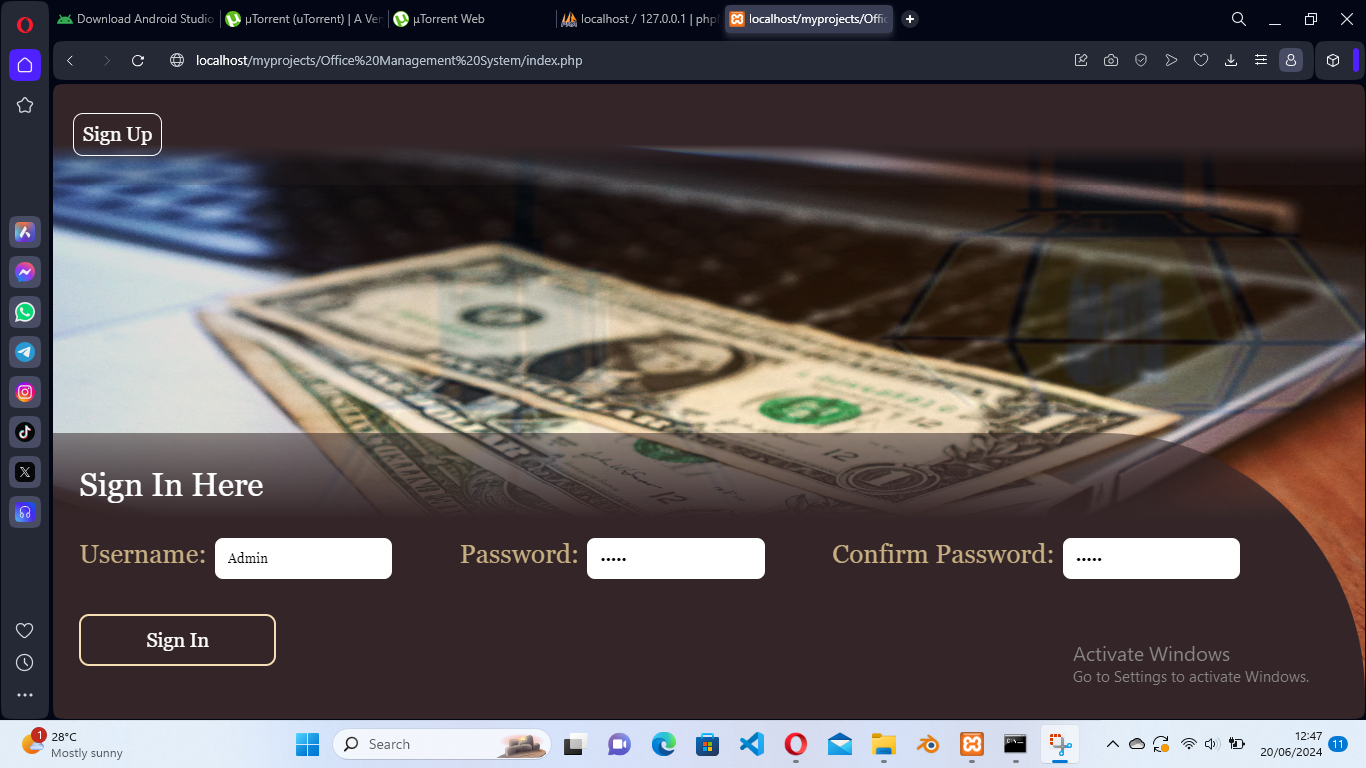 Download Android Studio
µTorrent (uTorrent) | A Ver
µTorrent Web
localhost / 127.0.0.1 | php
localhost/myprojects/Offic
localhost/myprojects/Office%20Management%20System/index.php
Sign Up
Sign In Here
Username: Admin
Password: •••••
Confirm Password: •••••
Sign In
Activate Windows
Go to Settings to activate Windows.
1
28°C
Mostly sunny
Search
12:47
20/06/2024
11